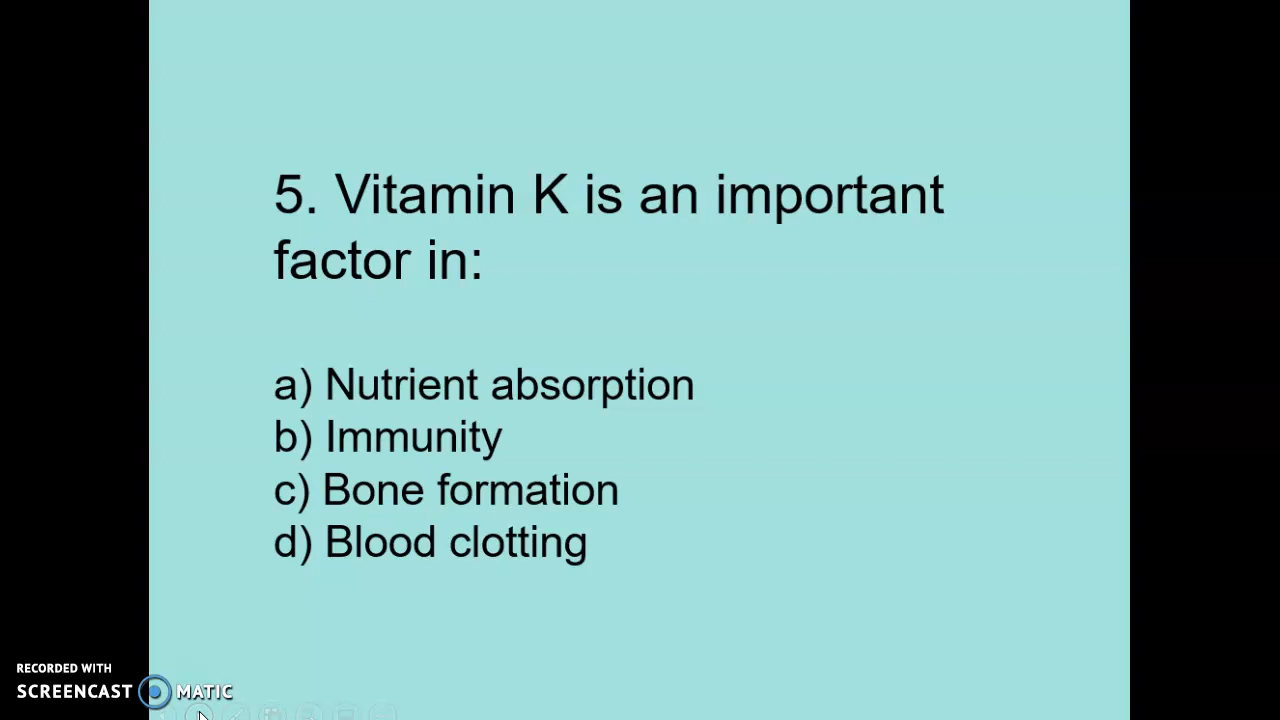 5. Vitamin K is an important
factor in:
a) Nutrient absorption
b) Immunity
c) Bone formation
d) Blood clotting
RECORDED WITH
SCREENCAST MATIC